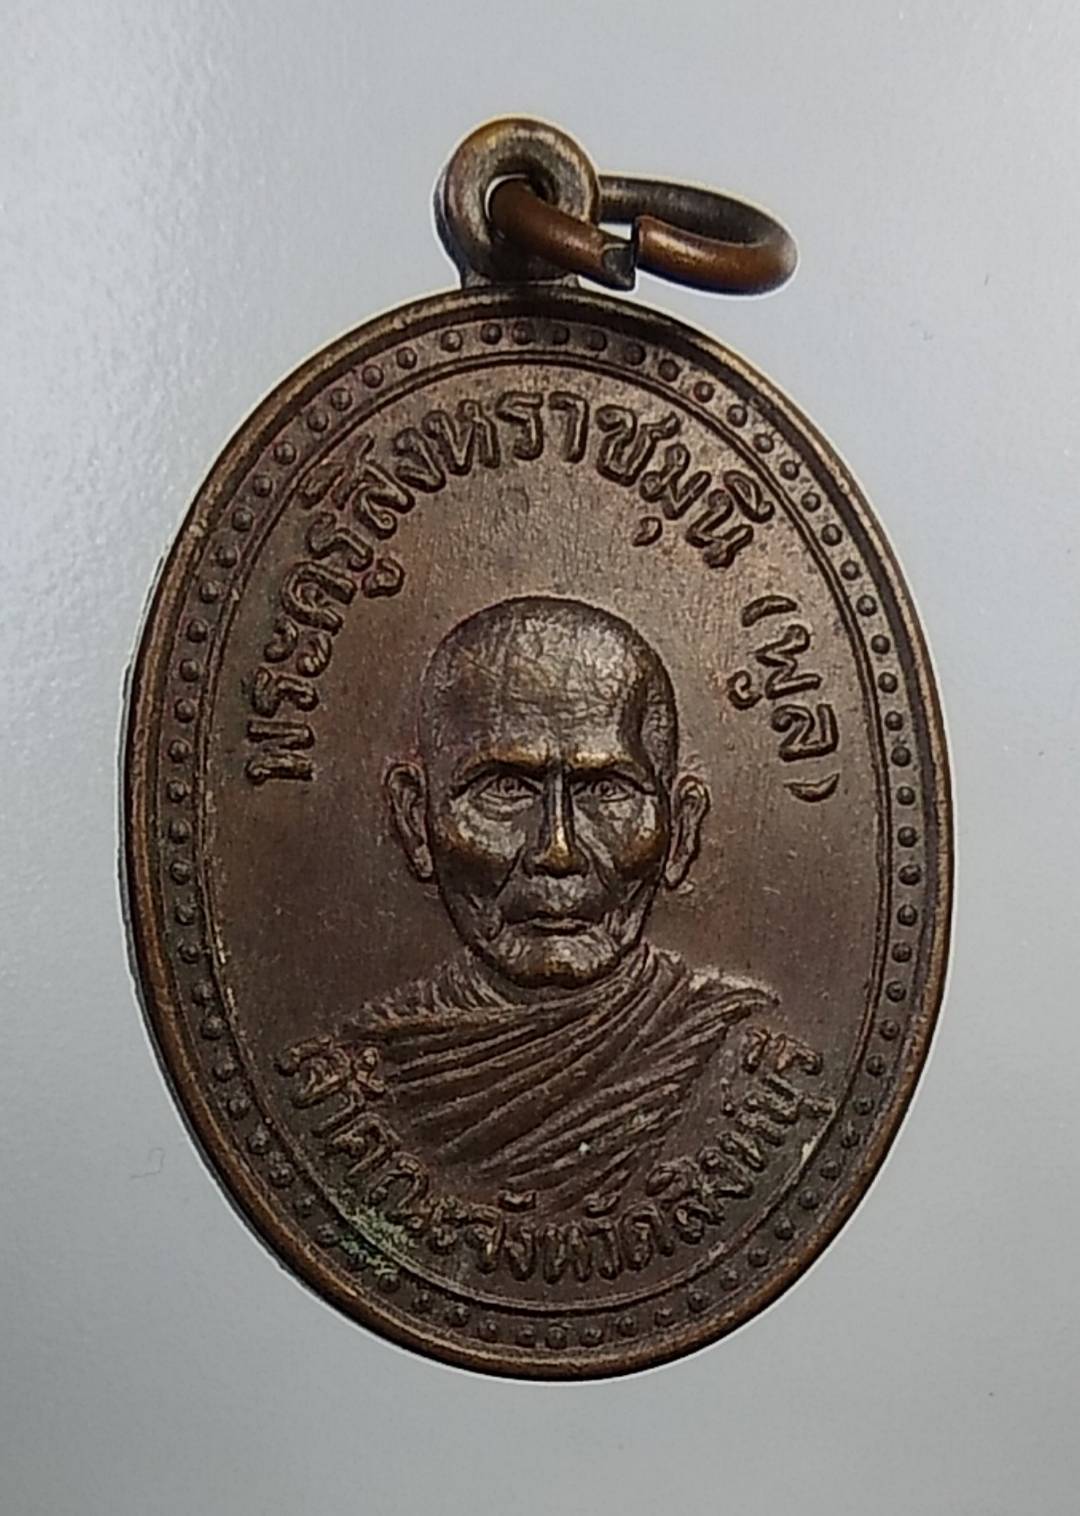 พระครูสิงหราชมุนี (พูล)
เจ้าคณะจังหวัดสิงห์บุรี